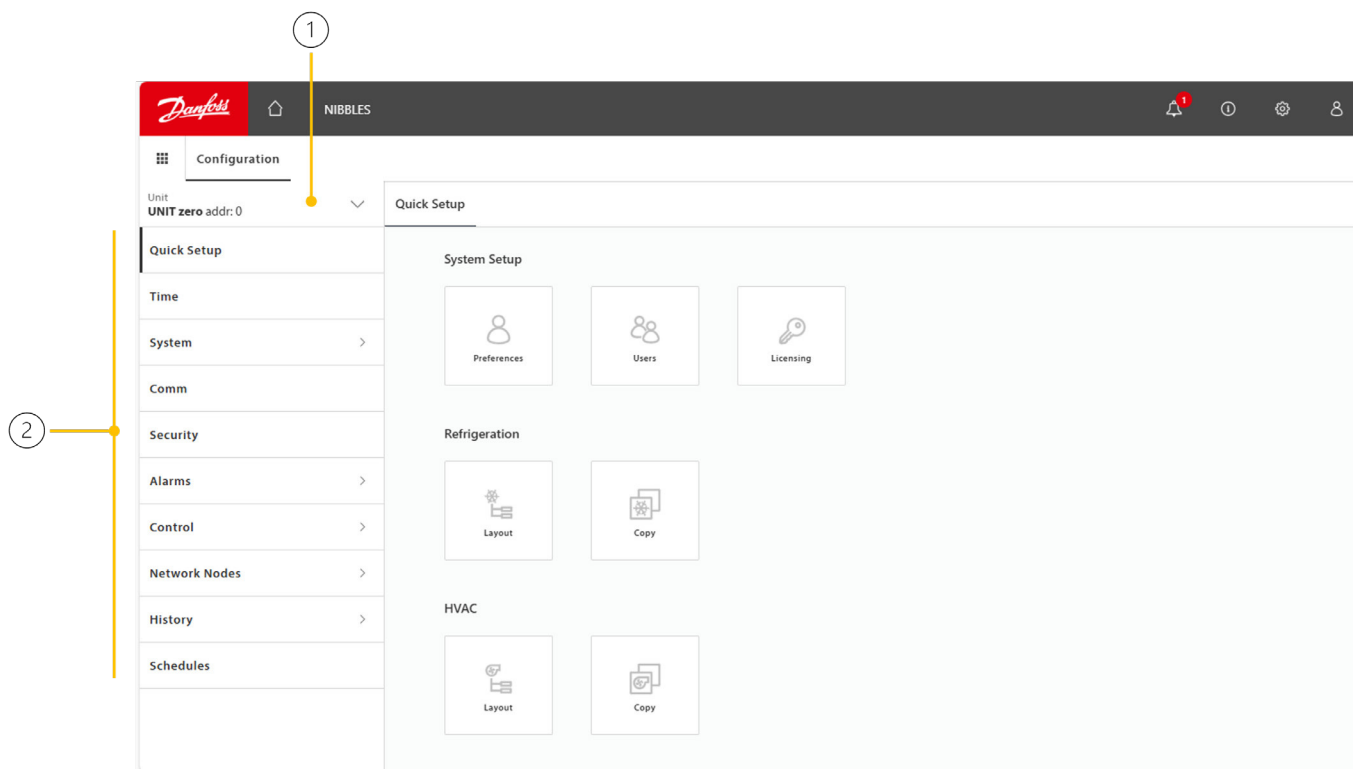 1
Danfoss
NIBBLES
1
Configuration
Unit
UNIT zero addr: 0
Quick Setup
Quick Setup
Time
System
Comm
2
Security
Alarms
Control
Network Nodes
History
Schedules
System Setup
Preferences
Users
Licensing
Refrigeration
Layout
Copy
HVAC
Layout
Copy